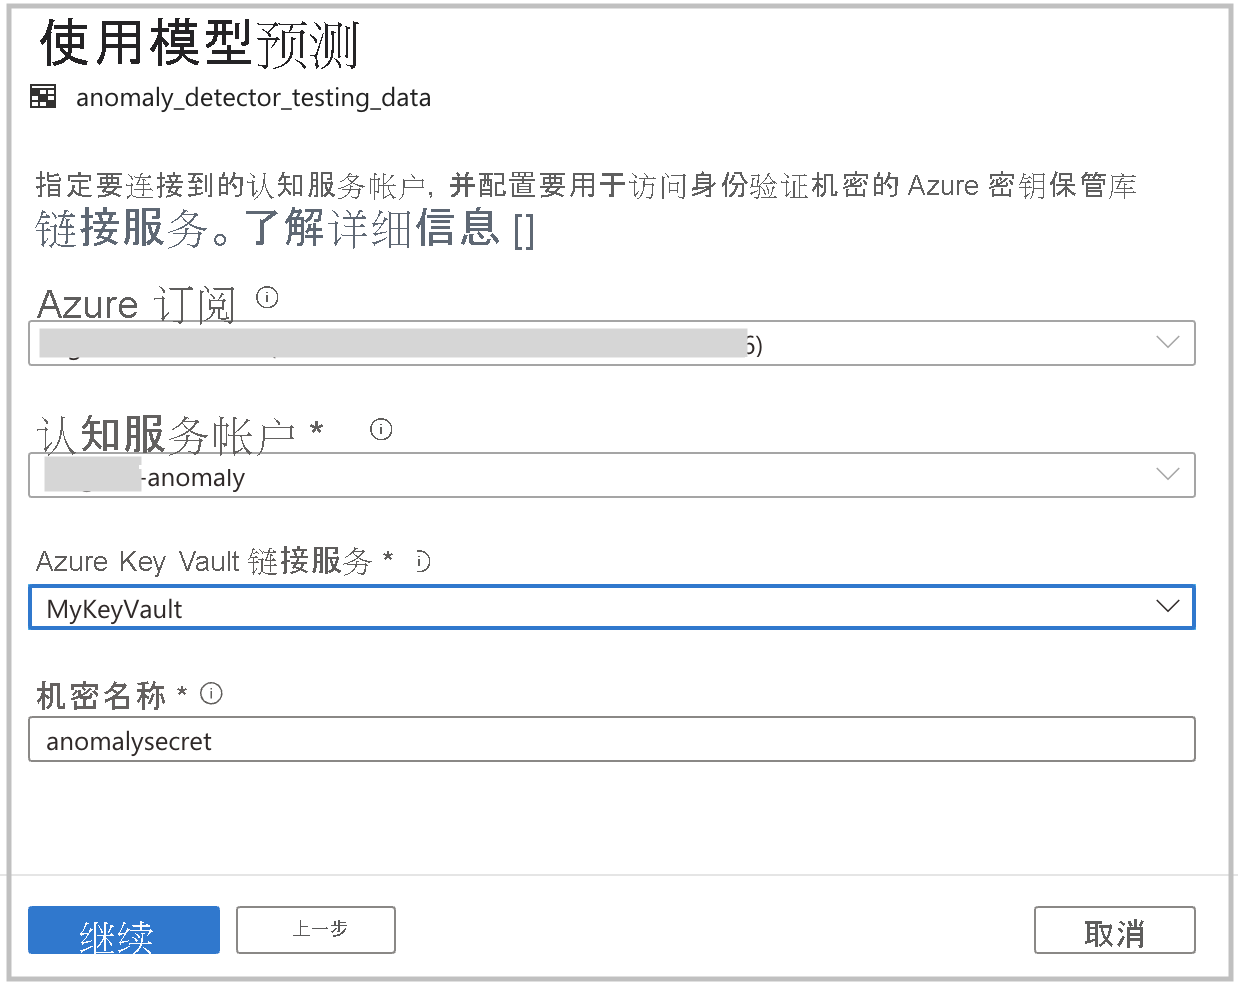 使用模型预测
anomaly_detector_testing_data
指定要连接到的认知服务帐户, 并配置要用于访问身份验证机密的 Azure 密钥保管库
链接服务。了解详细信息 []
Azure 订阅
6)
认知服务帐户 *
-anomaly
Azure Key Vault 链接服务 *
MyKeyVault
机密名称 *
anomalysecret
继续
上一步
取消